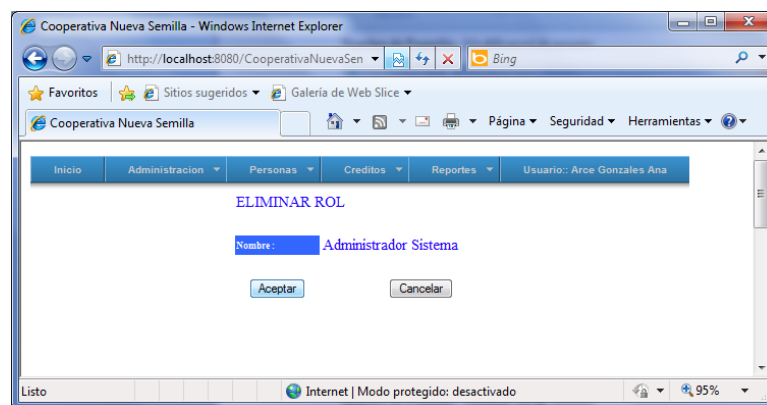 Cooperativa Nueva Semilla - Windows Internet Explorer
http://localhost:8080/CooperativaNuevaSen
Bing
Favoritos Sitios sugeridos Galería de Web Slice
Cooperativa Nueva Semilla Página Seguridad Herramientas
Inicio Administracion Personas Creditos Reportes Usuario:: Arce Gonzales Ana
ELIMINAR ROL
Nombre : Administrador Sistema
Aceptar Cancelar
Listo Internet | Modo protegido: desactivado 95%